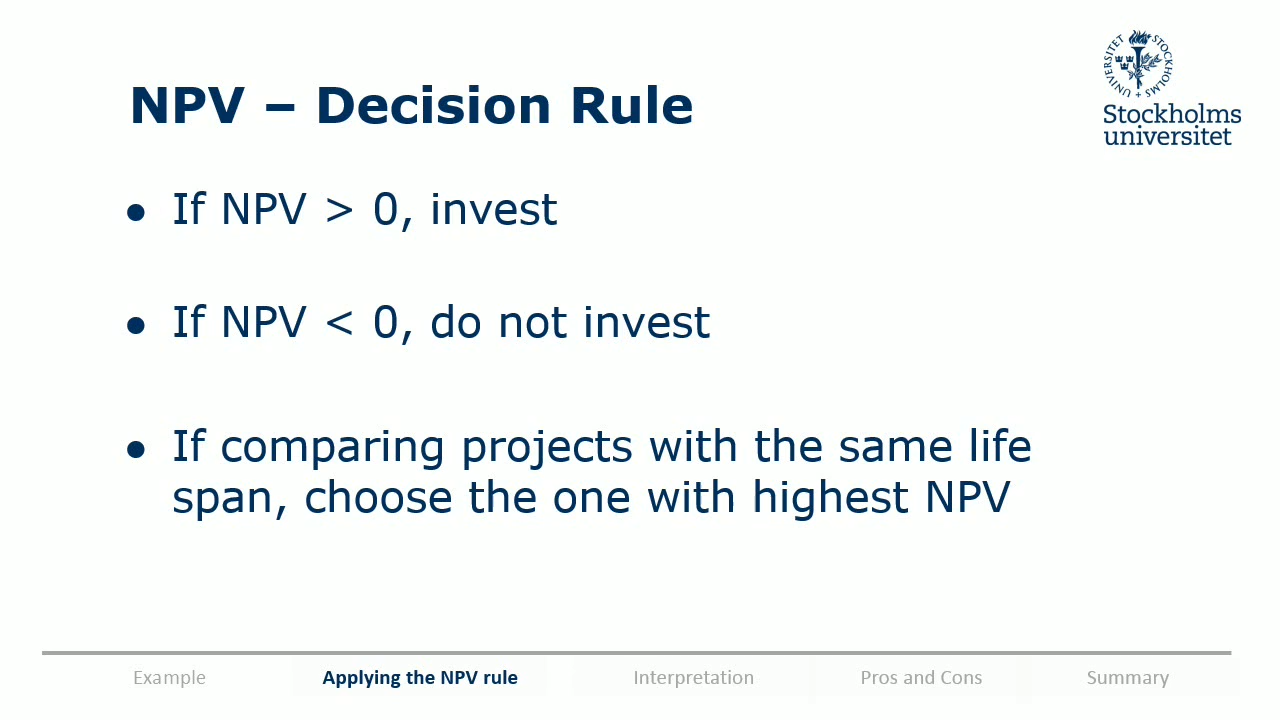 NPV – Decision Rule
STOCKHOLMS UNIVERSITET
Stockholms
universitet
● If NPV > 0, invest
● If NPV < 0, do not invest
● If comparing projects with the same life
span, choose the one with highest NPV
Example
Applying the NPV rule
Interpretation
Pros and Cons
Summary